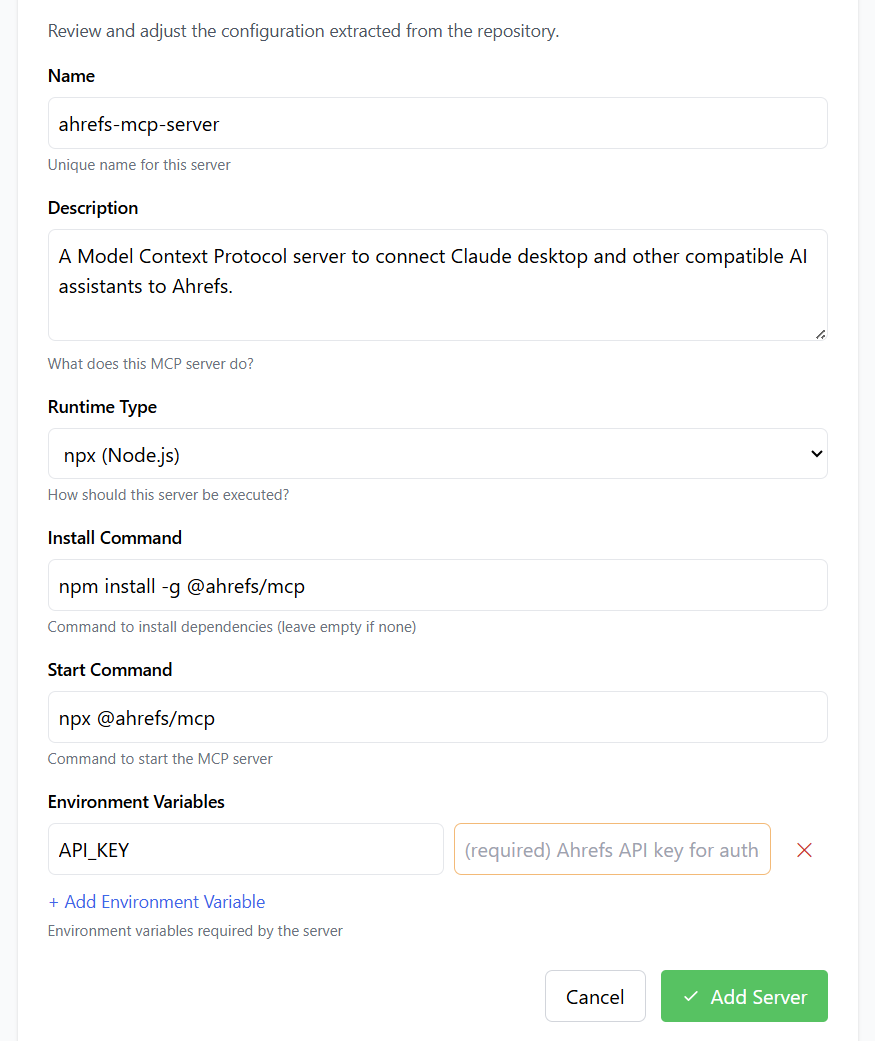 Review and adjust the configuration extracted from the repository.
Name
ahrefs-mcp-server
Unique name for this server
Description
A Model Context Protocol server to connect Claude desktop and other compatible AI
assistants to Ahrefs.
What does this MCP server do?
Runtime Type
npx (Node.js)
How should this server be executed?
Install Command
npm install -g @ahrefs/mcp
Command to install dependencies (leave empty if none)
Start Command
npx @ahrefs/mcp
Command to start the MCP server
Environment Variables
API_KEY (required) Ahrefs API key for auth
+ Add Environment Variable
Environment variables required by the server
Cancel ✓ Add Server